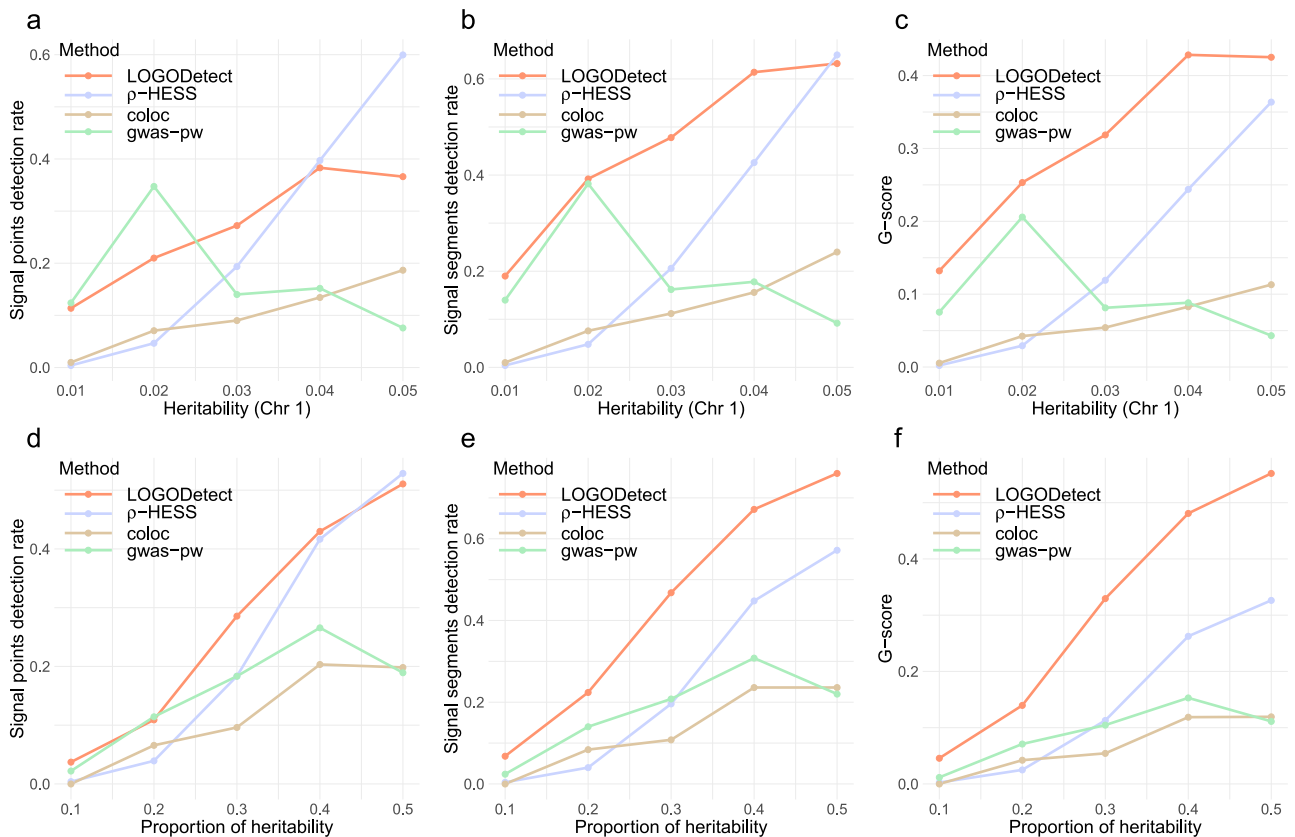 a
Signal points detection rate
Method
LOGODetect
ρ−HESS
coloc
gwas−pw
0.6
0.4
0.2
0.0
0.01 0.02 0.03 0.04 0.05
Heritability (Chr 1)
b
Signal segments detection rate
Method
LOGODetect
ρ−HESS
coloc
gwas−pw
0.6
0.4
0.2
0.0
0.01 0.02 0.03 0.04 0.05
Heritability (Chr 1)
c
G−score
Method
LOGODetect
ρ−HESS
coloc
gwas−pw
0.4
0.3
0.2
0.1
0.0
0.01 0.02 0.03 0.04 0.05
Heritability (Chr 1)
d
Signal points detection rate
Method
LOGODetect
ρ−HESS
coloc
gwas−pw
0.4
0.2
0.0
0.1 0.2 0.3 0.4 0.5
Proportion of heritability
e
Signal segments detection rate
Method
LOGODetect
ρ−HESS
coloc
gwas−pw
0.6
0.4
0.2
0.0
0.1 0.2 0.3 0.4 0.5
Proportion of heritability
f
G−score
Method
LOGODetect
ρ−HESS
coloc
gwas−pw
0.4
0.2
0.0
0.1 0.2 0.3 0.4 0.5
Proportion of heritability